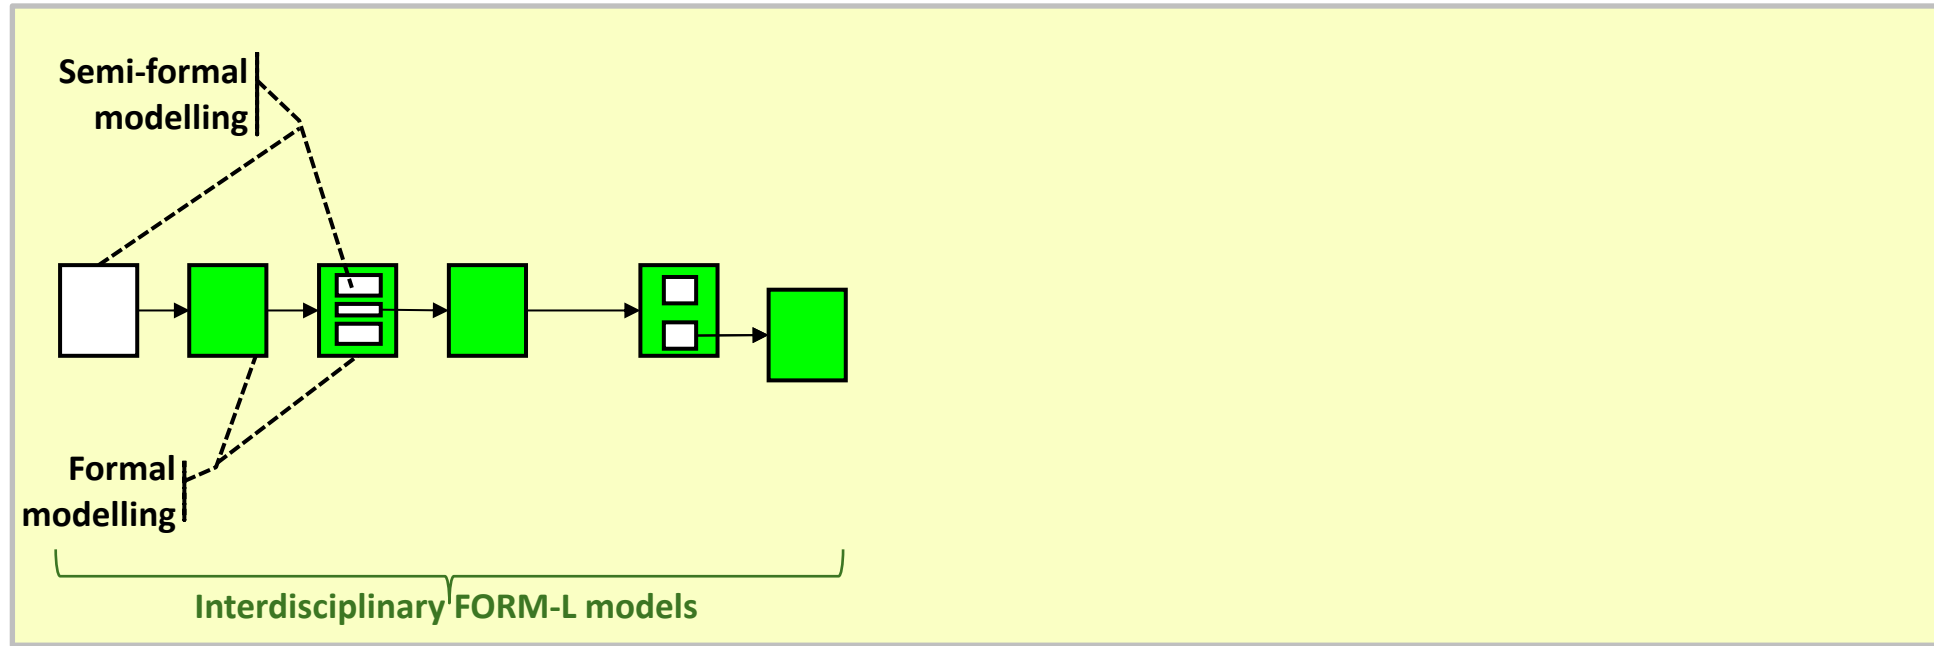 Semi-formal
modelling
Formal
modelling
Interdisciplinary FORM-L models